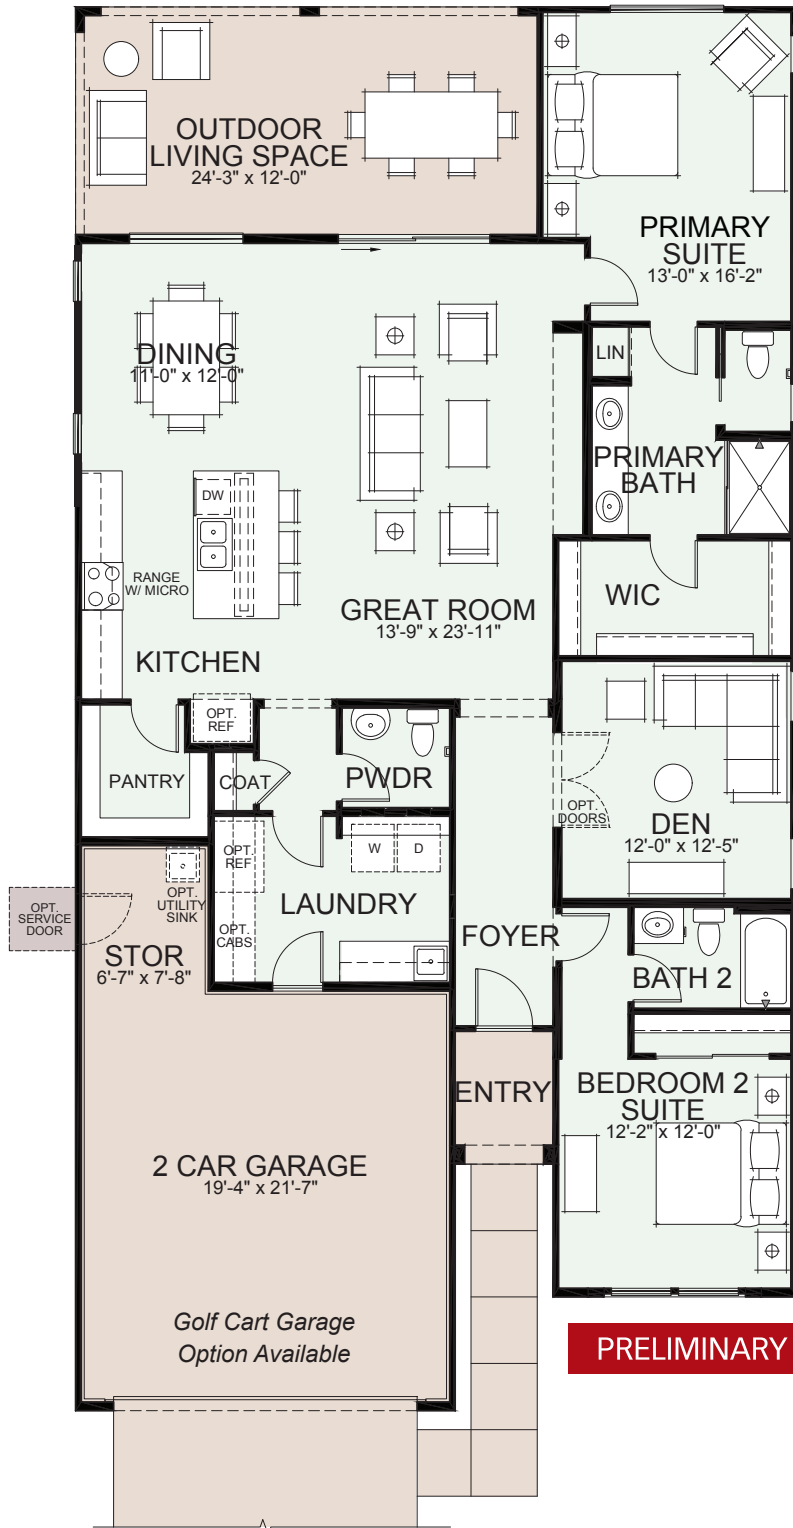 OUTDOOR
LIVING SPACE
24'-3" x 12'-0"
PRIMARY
SUITE
13'-0" x 16'-2"
DINING
11'-0" x 12'-0"
LIN
PRIMARY
BATH
DW
RANGE
W/ MICRO
WIC
GREAT ROOM
13'-9" x 23'-11"
KITCHEN
OPT.
REF
PANTRY
COAT
PWDR
OPT.
DOORS
DEN
12'-0" x 12'-5"
OPT.
REF
W
D
LAUNDRY
OPT.
CABS
OPT.
UTILITY
SINK
OPT.
SERVICE
DOOR
STOR
6'-7" x 7'-8"
FOYER
BATH 2
ENTRY
BEDROOM 2
SUITE
12'-2" x 12'-0"
2 CAR GARAGE
19'-4" x 21'-7"
Golf Cart Garage
Option Available
PRELIMINARY